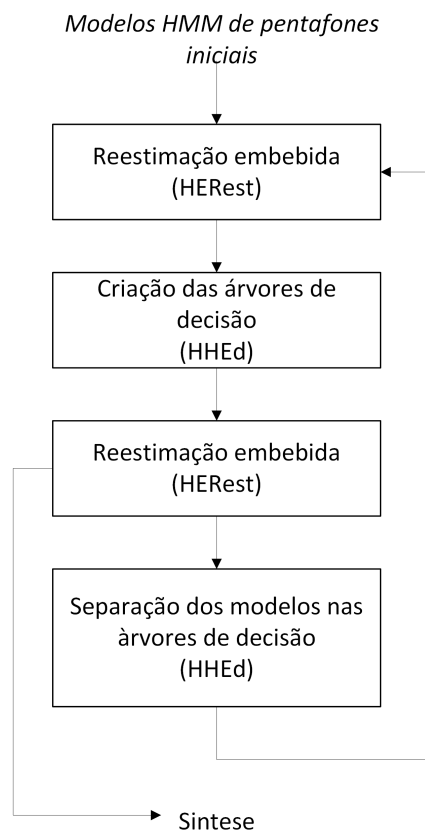 Modelos HMM de pentafones
iniciais
Reestimação embebida
(HERest)
Criação das árvores de
decisão
(HHEd)
Reestimação embebida
(HERest)
Separação dos modelos nas
àrvores de decisão
(HHEd)
Sintese